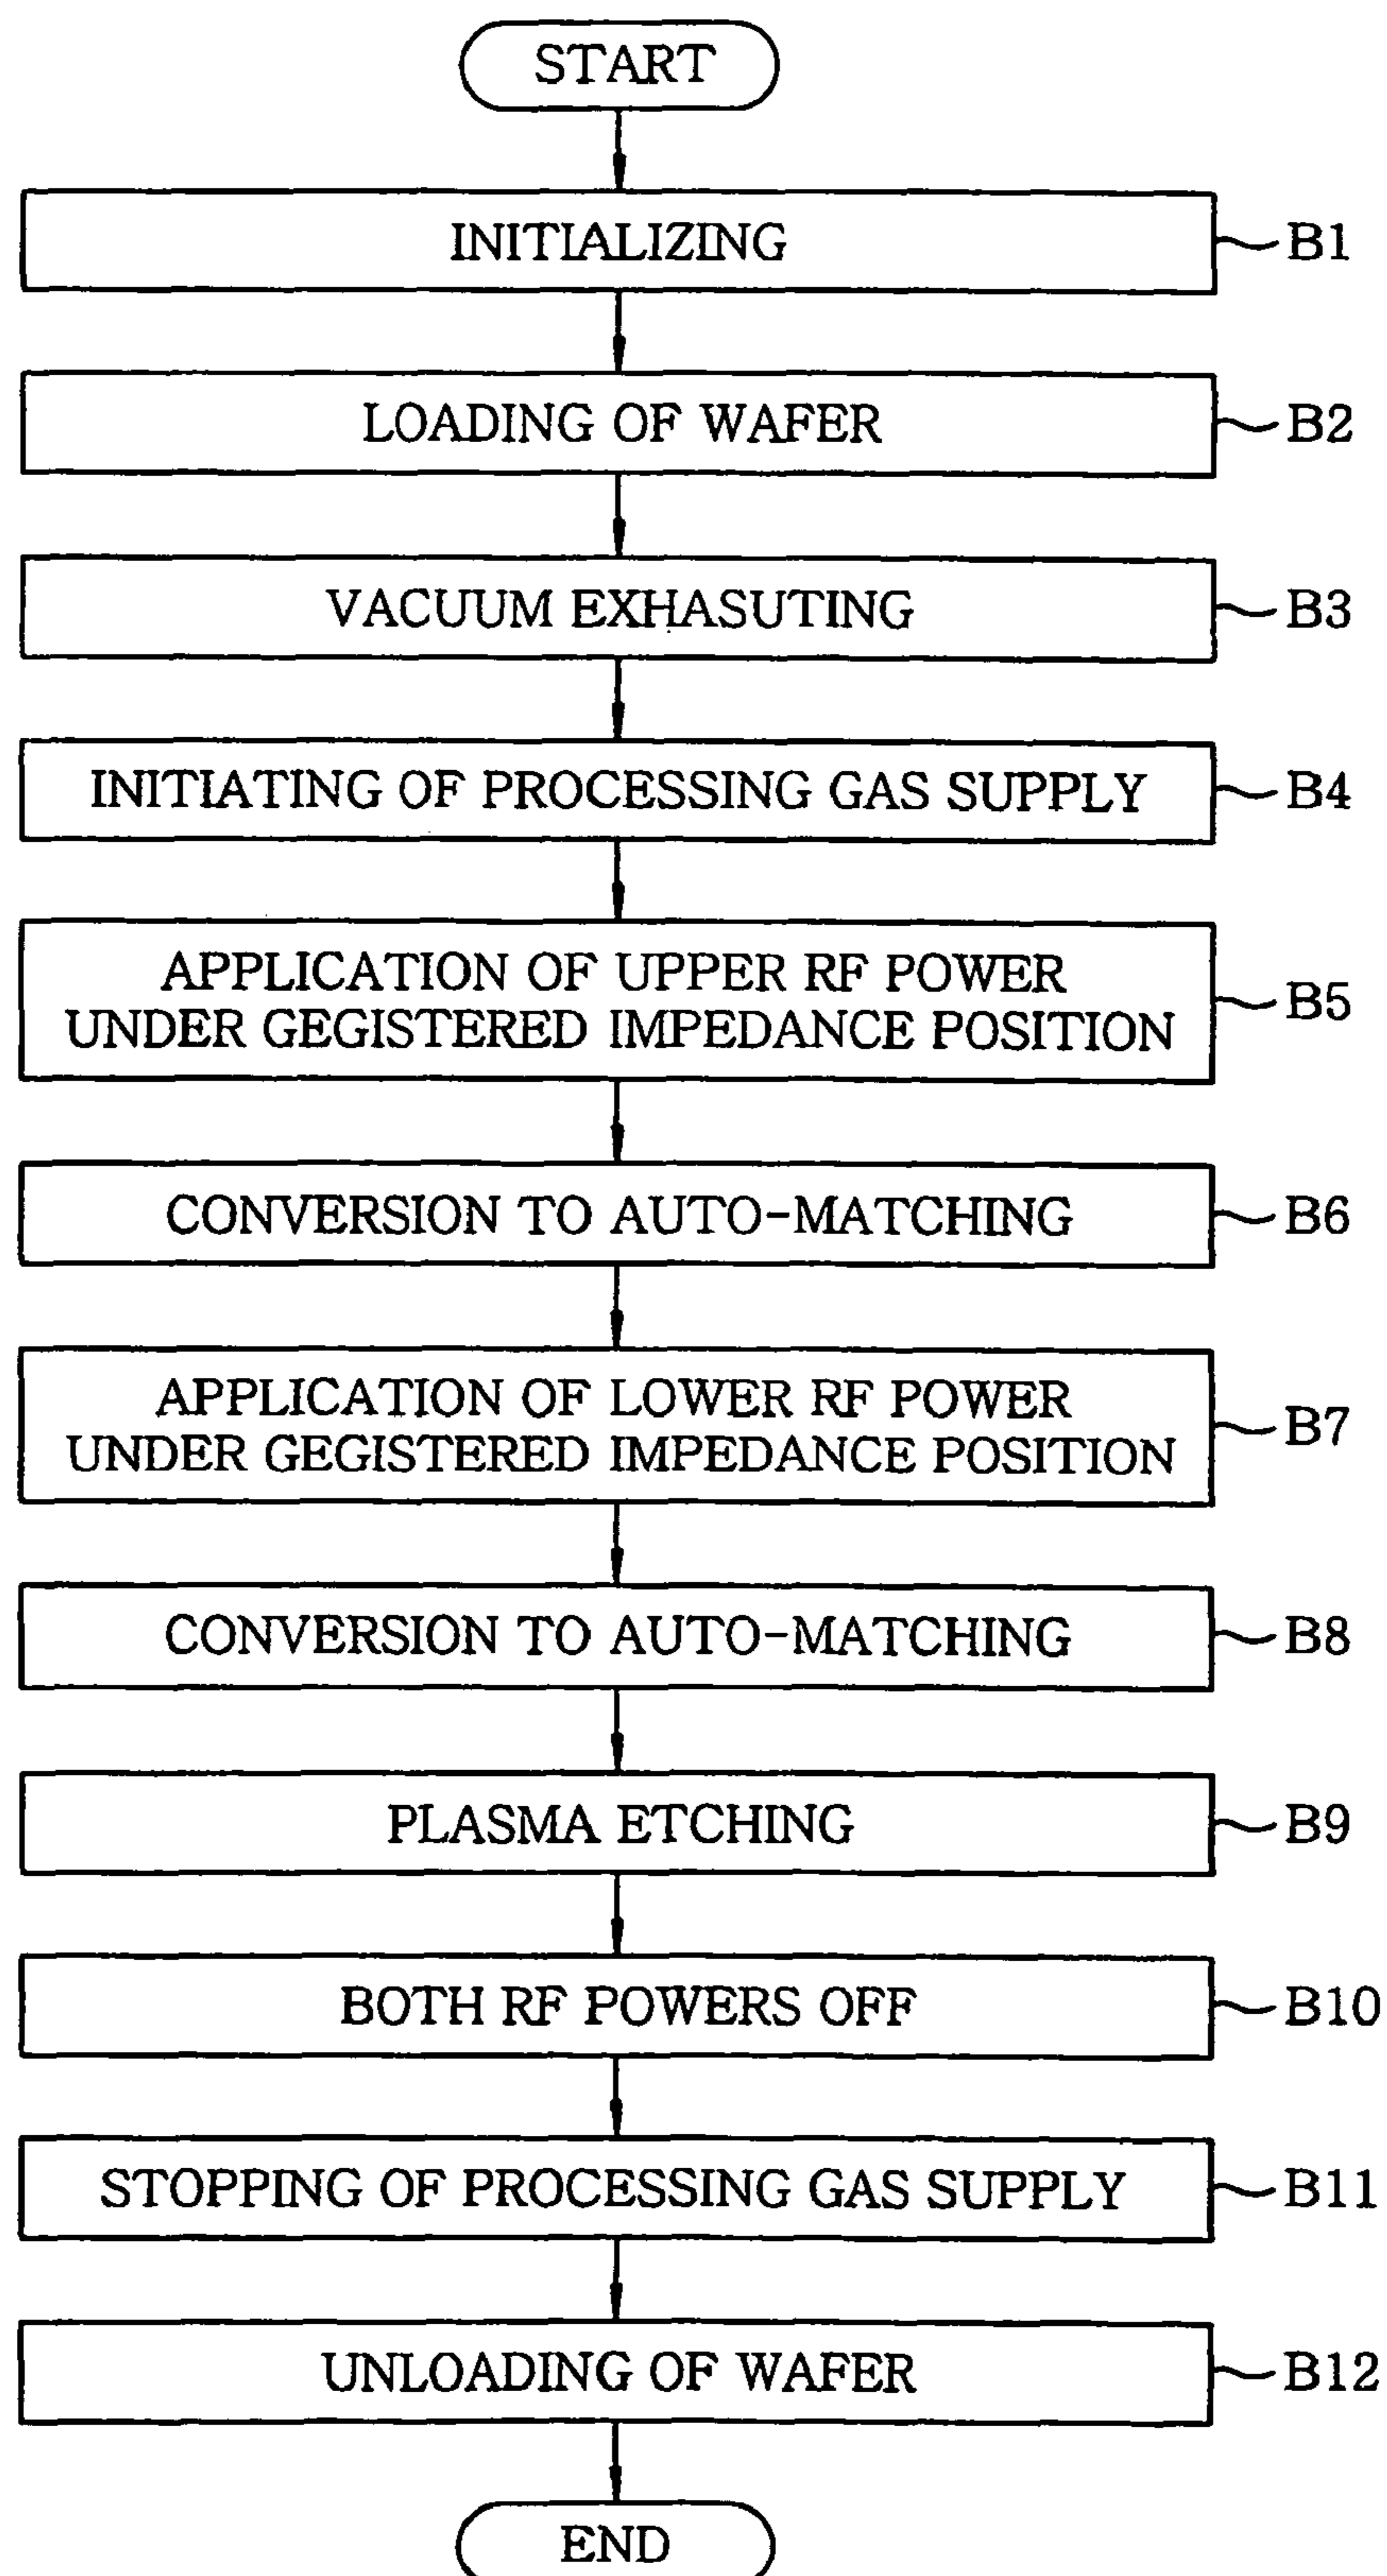 START
INITIALIZING
B1
LOADING OF WAFER
B2
VACUUM EXHASUTING
B3
INITIATING OF PROCESSING GAS SUPPLY
B4
APPLICATION OF UPPER RF POWER
UNDER GEGISTERED IMPEDANCE POSITION
B5
CONVERSION TO AUTO-MATCHING
B6
APPLICATION OF LOWER RF POWER
UNDER GEGISTERED IMPEDANCE POSITION
B7
CONVERSION TO AUTO-MATCHING
B8
PLASMA ETCHING
B9
BOTH RF POWERS OFF
B10
STOPPING OF PROCESSING GAS SUPPLY
B11
UNLOADING OF WAFER
B12
END